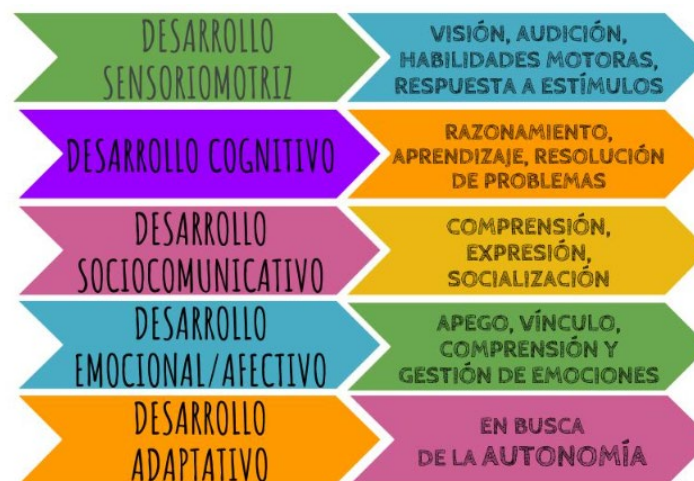 DESARROLLO
SENSORIOMOTRIZ
VISIÓN, AUDICIÓN,
HABILIDADES MOTORAS,
RESPUESTA A ESTÍMULOS
DESARROLLO COGNITIVO
RAZONAMIENTO,
APRENDIZAJE, RESOLUCIÓN
DE PROBLEMAS
DESARROLLO
SOCIOCOMUNICATIVO
COMPRENSIÓN,
EXPRESIÓN,
SOCIALIZACIÓN
DESARROLLO
EMOCIONAL/AFECTIVO
APEGO, VÍNCULO,
COMPRENSIÓN Y
GESTIÓN DE EMOCIONES
DESARROLLO
ADAPTATIVO
EN BUSCA
DE LA AUTONOMÍA